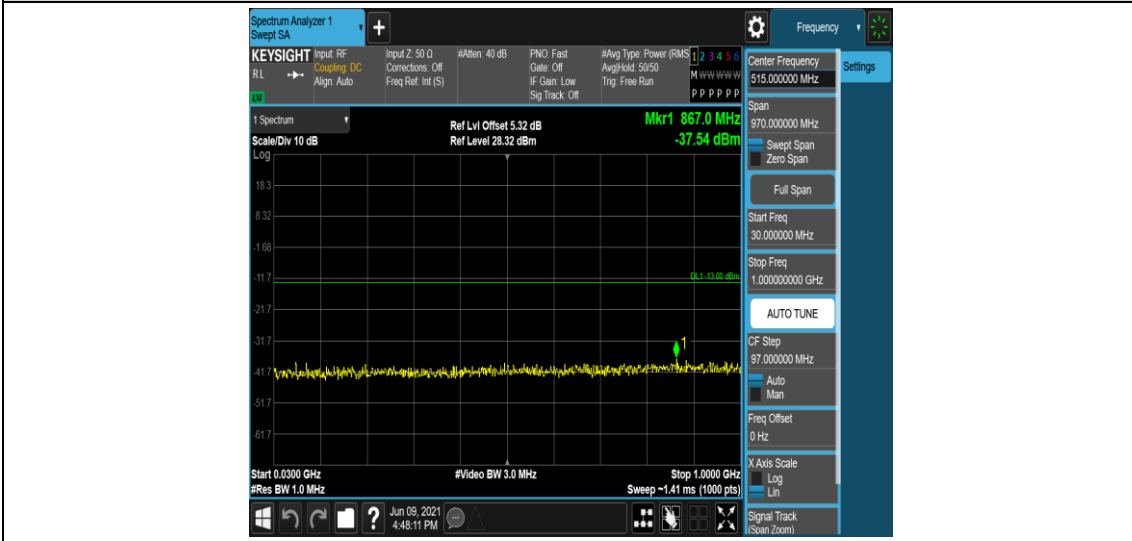 Spectrum Analyzer 1
Swept SA
+
Frequency
KEYSIGHT
RL
LXI
Input: RF
Coupling: DC
Align: Auto
Input Z: 50 Ω
Corrections: Off
Freq Ref: Int (S)
#Atten: 40 dB
PNO: Fast
Gate: Off
IF Gain: Low
Sig Track: Off
#Avg Type: Power (RMS
Avg|Hold: 50/50
Trig: Free Run
1 2 3 4 5 6
M W W W W W
P P P P P P
1 Spectrum
Scale/Div 10 dB
Ref Lvl Offset 5.32 dB
Ref Level 28.32 dBm
Mkr1 867.0 MHz
-37.54 dBm
Log
18.3
8.32
-1.68
-11.7
DL1 -13.00 dBm
-21.7
-31.7
1
-41.7
-51.7
-61.7
Start 0.0300 GHz
#Video BW 3.0 MHz
Stop 1.0000 GHz
#Res BW 1.0 MHz
Sweep ~1.41 ms (1000 pts)
?
Jun 09, 2021
4:48:11 PM
Center Frequency
515.000000 MHz
Settings
Span
970.000000 MHz
Swept Span
Zero Span
Full Span
Start Freq
30.000000 MHz
Stop Freq
1.000000000 GHz
AUTO TUNE
CF Step
97.000000 MHz
Auto
Man
Freq Offset
0 Hz
X Axis Scale
Log
Lin
Signal Track
(Span Zoom)